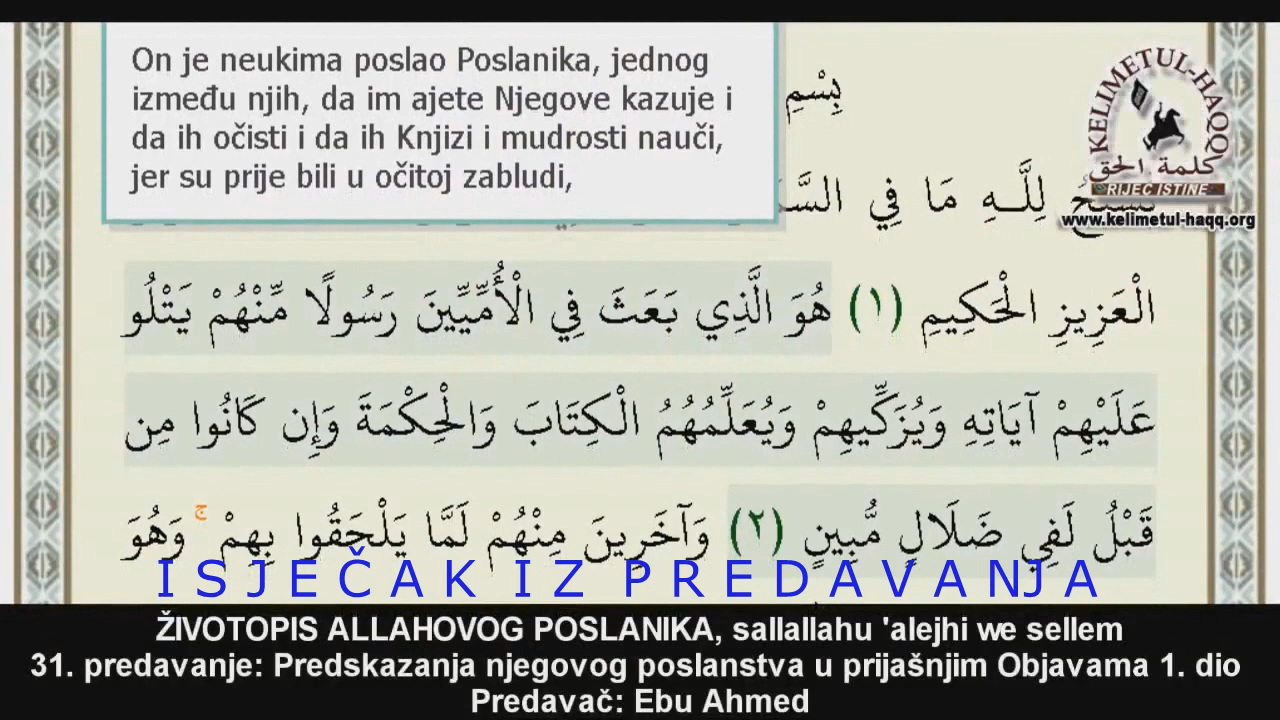 On je neukima poslao Poslanika, jednog
između njih, da im ajete Njegove kazuje i
da ih očisti i da ih Knjizi i mudrosti nauči,
jer su prije bili u očitoj zabludi,
KELIMETUL-HAQQ
كلمة الحق
RIJEC ISTINE
www.kelimetul-haqq.org
بِسْمِ
لِلَّهِ مَا فِي
الْعَزِيزِ الْحَكِيمِ (١) هُوَ الَّذِي بَعَثَ فِي الْأُمِّيِّينَ رَسُولًا مِّنْهُمْ يَتْلُو
عَلَيْهِمْ آيَاتِهِ وَيُزَكِّيهِمْ وَيُعَلِّمُهُمُ الْكِتَابَ وَالْحِكْمَةَ وَإِن كَانُوا مِن
قَبْلُ لَفِي ضَلَالٍ مُّبِينٍ (٢) وَآخَرِينَ مِنْهُمْ لَمَّا يَلْحَقُوا بِهِمْ ۚ وَهُوَ
ISJEČAK IZ PREDAVANJA
ŽIVOTOPIS ALLAHOVOG POSLANIKA, sallallahu 'alejhi we sellem
31. predavanje: Predskazanja njegovog poslanstva u prijašnjim Objavama 1. dio
Predavač: Ebu Ahmed